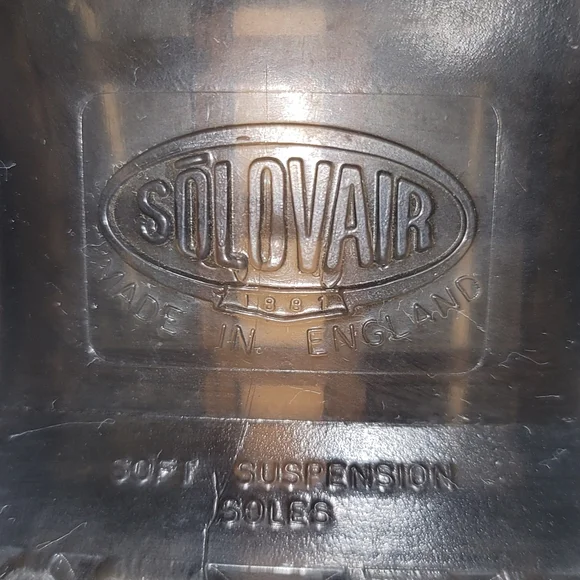 SŌLOVAIR
1881
MADE IN. ENGLAND
SOFT SUSPENSION
SOLES